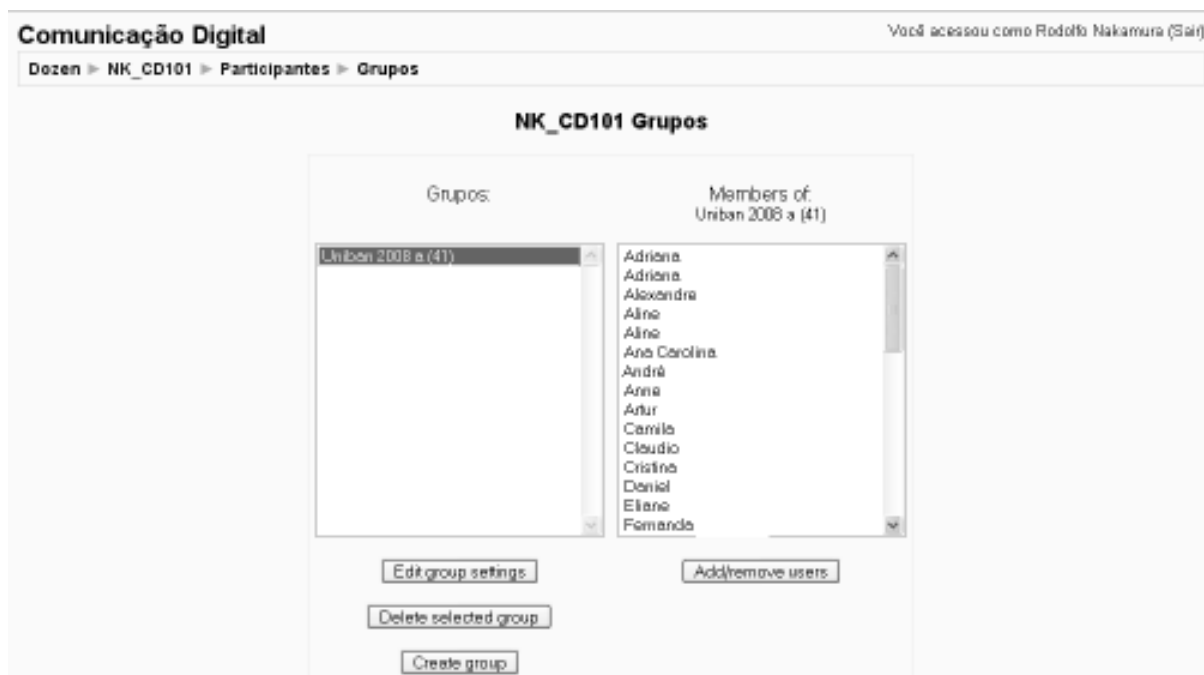 Comunicação Digital
Você acessou como Rodolfo Nakamura (Sair)
Dozen ► NK_CD101 ► Participantes ► Grupos
NK_CD101 Grupos
Grupos:
Members of:
Uniban 2008 a (41)
Uniban 2008 a (41)
Adriana
Adriana
Alexandre
Aline
Aline
Ana Carolina
André
Anne
Artur
Camila
Claudio
Cristina
Daniel
Eliane
Fernanda
Edit group settings
Add/remove users
Delete selected group
Create group